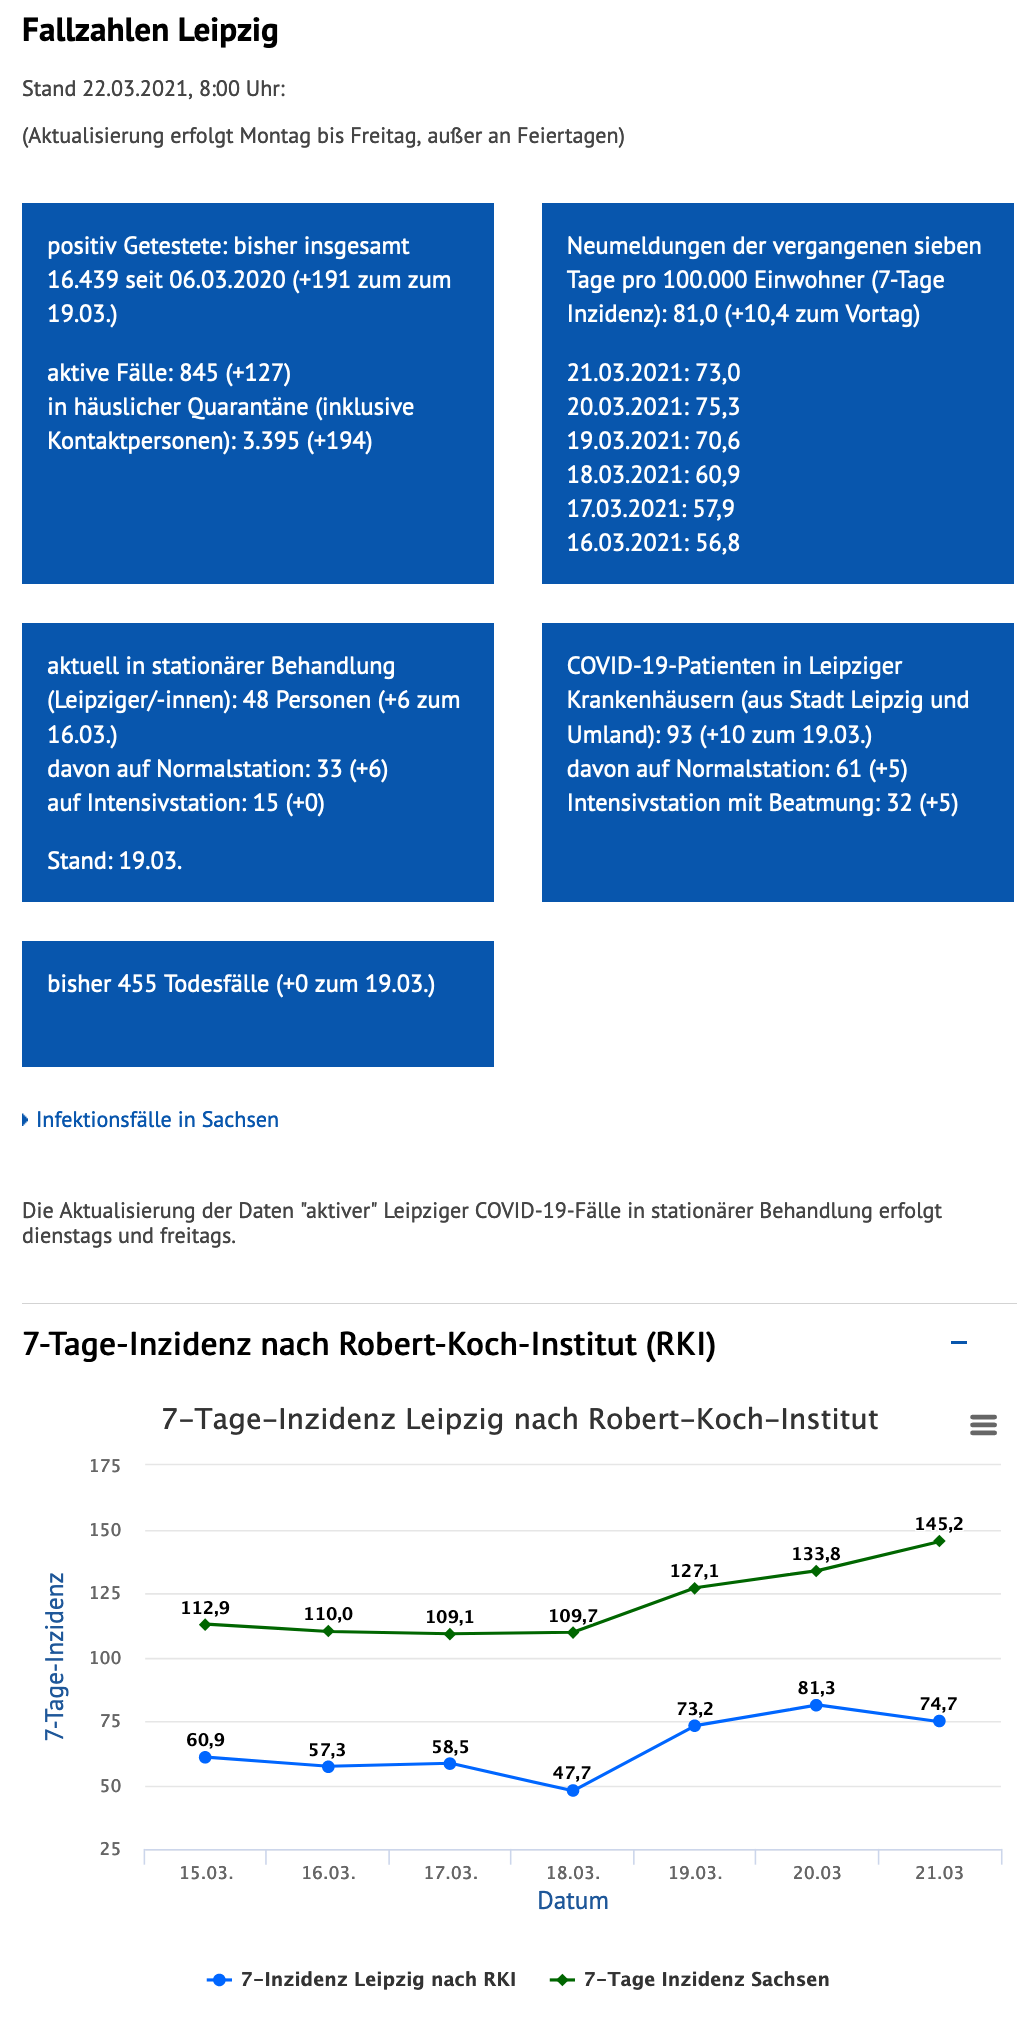 Fallzahlen Leipzig
Stand 22.03.2021, 8:00 Uhr:
(Aktualisierung erfolgt Montag bis Freitag, außer an Feiertagen)
positiv Getestete: bisher insgesamt
16.439 seit 06.03.2020 (+191 zum zum
19.03.)
aktive Fälle: 845 (+127)
in häuslicher Quarantäne (inklusive
Kontaktpersonen): 3.395 (+194)
Neumeldungen der vergangenen sieben
Tage pro 100.000 Einwohner (7-Tage
Inzidenz): 81,0 (+10,4 zum Vortag)
21.03.2021: 73,0
20.03.2021: 75,3
19.03.2021: 70,6
18.03.2021: 60,9
17.03.2021: 57,9
16.03.2021: 56,8
aktuell in stationärer Behandlung
(Leipziger/-innen): 48 Personen (+6 zum
16.03.)
davon auf Normalstation: 33 (+6)
auf Intensivstation: 15 (+0)
Stand: 19.03.
COVID-19-Patienten in Leipziger
Krankenhäusern (aus Stadt Leipzig und
Umland): 93 (+10 zum 19.03.)
davon auf Normalstation: 61 (+5)
Intensivstation mit Beatmung: 32 (+5)
bisher 455 Todesfälle (+0 zum 19.03.)
Infektionsfälle in Sachsen
Die Aktualisierung der Daten "aktiver" Leipziger COVID-19-Fälle in stationärer Behandlung erfolgt
dienstags und freitags.
7-Tage-Inzidenz nach Robert-Koch-Institut (RKI)
7-Tage-Inzidenz Leipzig nach Robert-Koch-Institut
7-Tage-Inzidenz
175
150
125
100
75
50
25
112,9
110,0
109,1
109,7
127,1
133,8
145,2
60,9
57,3
58,5
47,7
73,2
81,3
74,7
15.03.
16.03.
17.03.
18.03.
19.03.
20.03
21.03
Datum
7-Inzidenz Leipzig nach RKI
7-Tage Inzidenz Sachsen